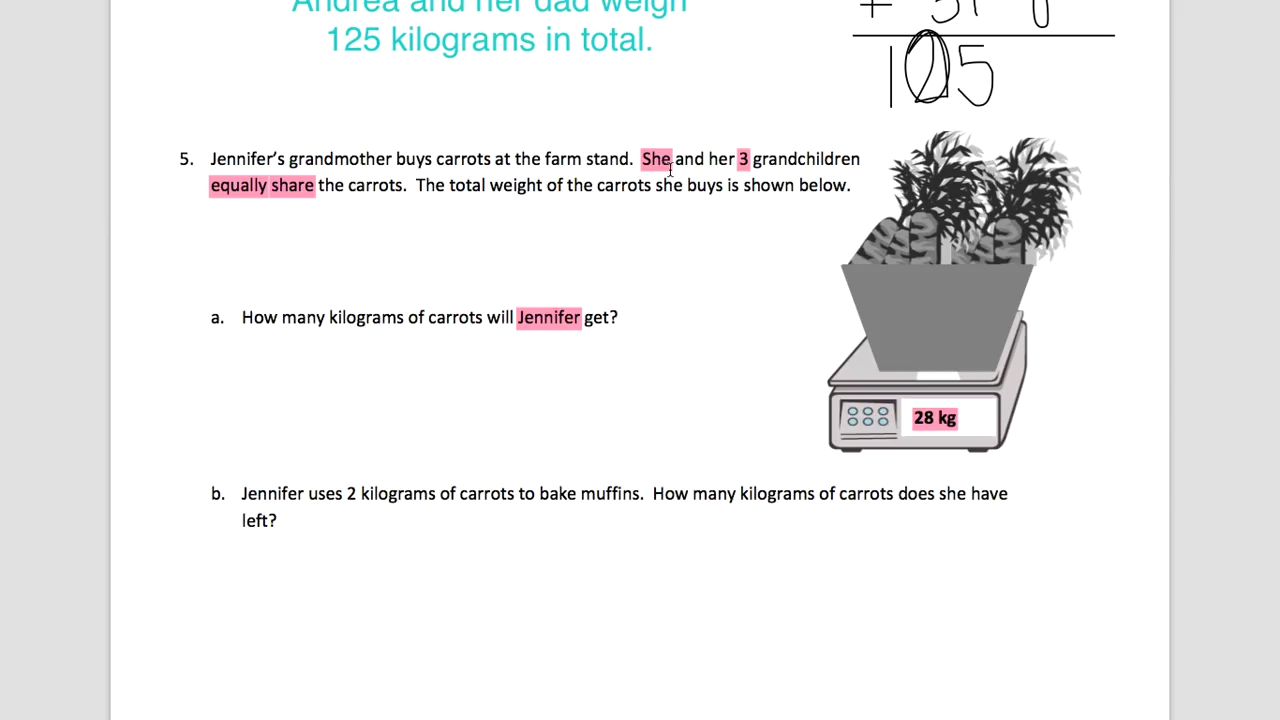 Andrea and her dad weigh
125 kilograms in total.
+
125
5. Jennifer's grandmother buys carrots at the farm stand. She and her 3 grandchildren
equally share the carrots. The total weight of the carrots she buys is shown below.
a. How many kilograms of carrots will Jennifer get?
28 kg
b. Jennifer uses 2 kilograms of carrots to bake muffins. How many kilograms of carrots does she have
left?